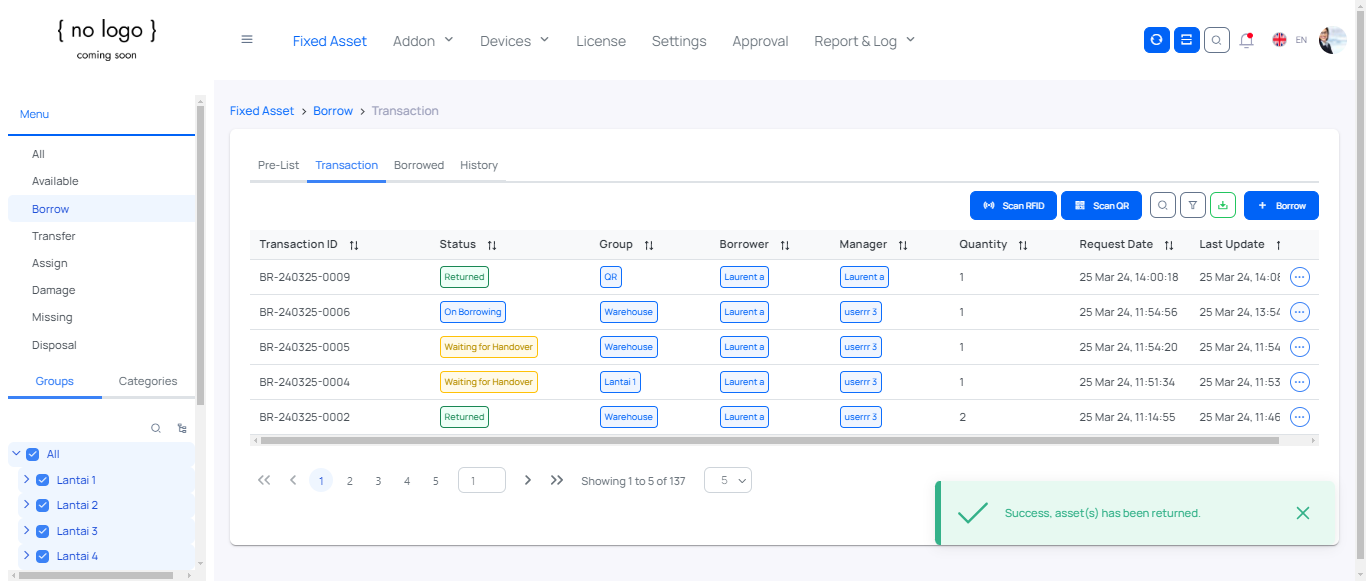 { no logo }
coming soon
Fixed Asset Addon Devices License Settings Approval Report & Log EN
Menu
All
Available
Borrow
Transfer
Assign
Damage
Missing
Disposal
Groups Categories
All
Lantai 1
Lantai 2
Lantai 3
Lantai 4
Fixed Asset > Borrow > Transaction
Pre-List Transaction Borrowed History
Scan RFID Scan QR + Borrow
Transaction ID Status Group Borrower Manager Quantity Request Date Last Update
BR-240325-0009 Returned QR Laurent a Laurent a 1 25 Mar 24, 14:00:18 25 Mar 24, 14:08
BR-240325-0006 On Borrowing Warehouse Laurent a userrr 3 1 25 Mar 24, 11:54:56 25 Mar 24, 13:54
BR-240325-0005 Waiting for Handover Warehouse Laurent a userrr 3 1 25 Mar 24, 11:54:20 25 Mar 24, 11:54
BR-240325-0004 Waiting for Handover Lantai 1 Laurent a userrr 3 1 25 Mar 24, 11:51:34 25 Mar 24, 11:53
BR-240325-0002 Returned Warehouse Laurent a userrr 3 2 25 Mar 24, 11:14:55 25 Mar 24, 11:46
1 2 3 4 5 1 Showing 1 to 5 of 137 5
Success, asset(s) has been returned.